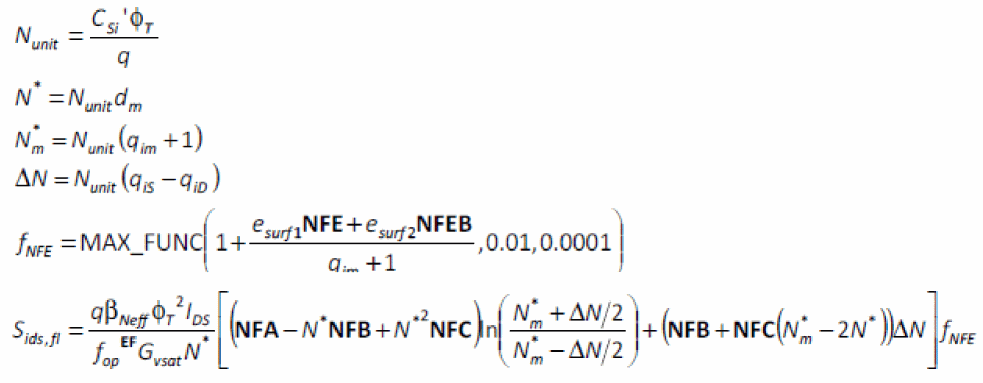 N_unit = C_Si'ϕ_T / q
N* = N_unit d_m
N*_m = N_unit (q_im + 1)
ΔN = N_unit (q_iS − q_iD)
f_NFE = MAX_FUNC(1 + (e_surf1 NFE + e_surf2 NFEB) / (q_im + 1), 0.01, 0.0001)
S_ids,fl = (qβ_Neff ϕ_T² I_DS) / (f_op^EF G_vsat N*) [(NFA − N* NFB + N*² NFC) ln((N*_m + ΔN/2) / (N*_m − ΔN/2)) + (NFB + NFC(N*_m − 2N*))ΔN] f_NFE